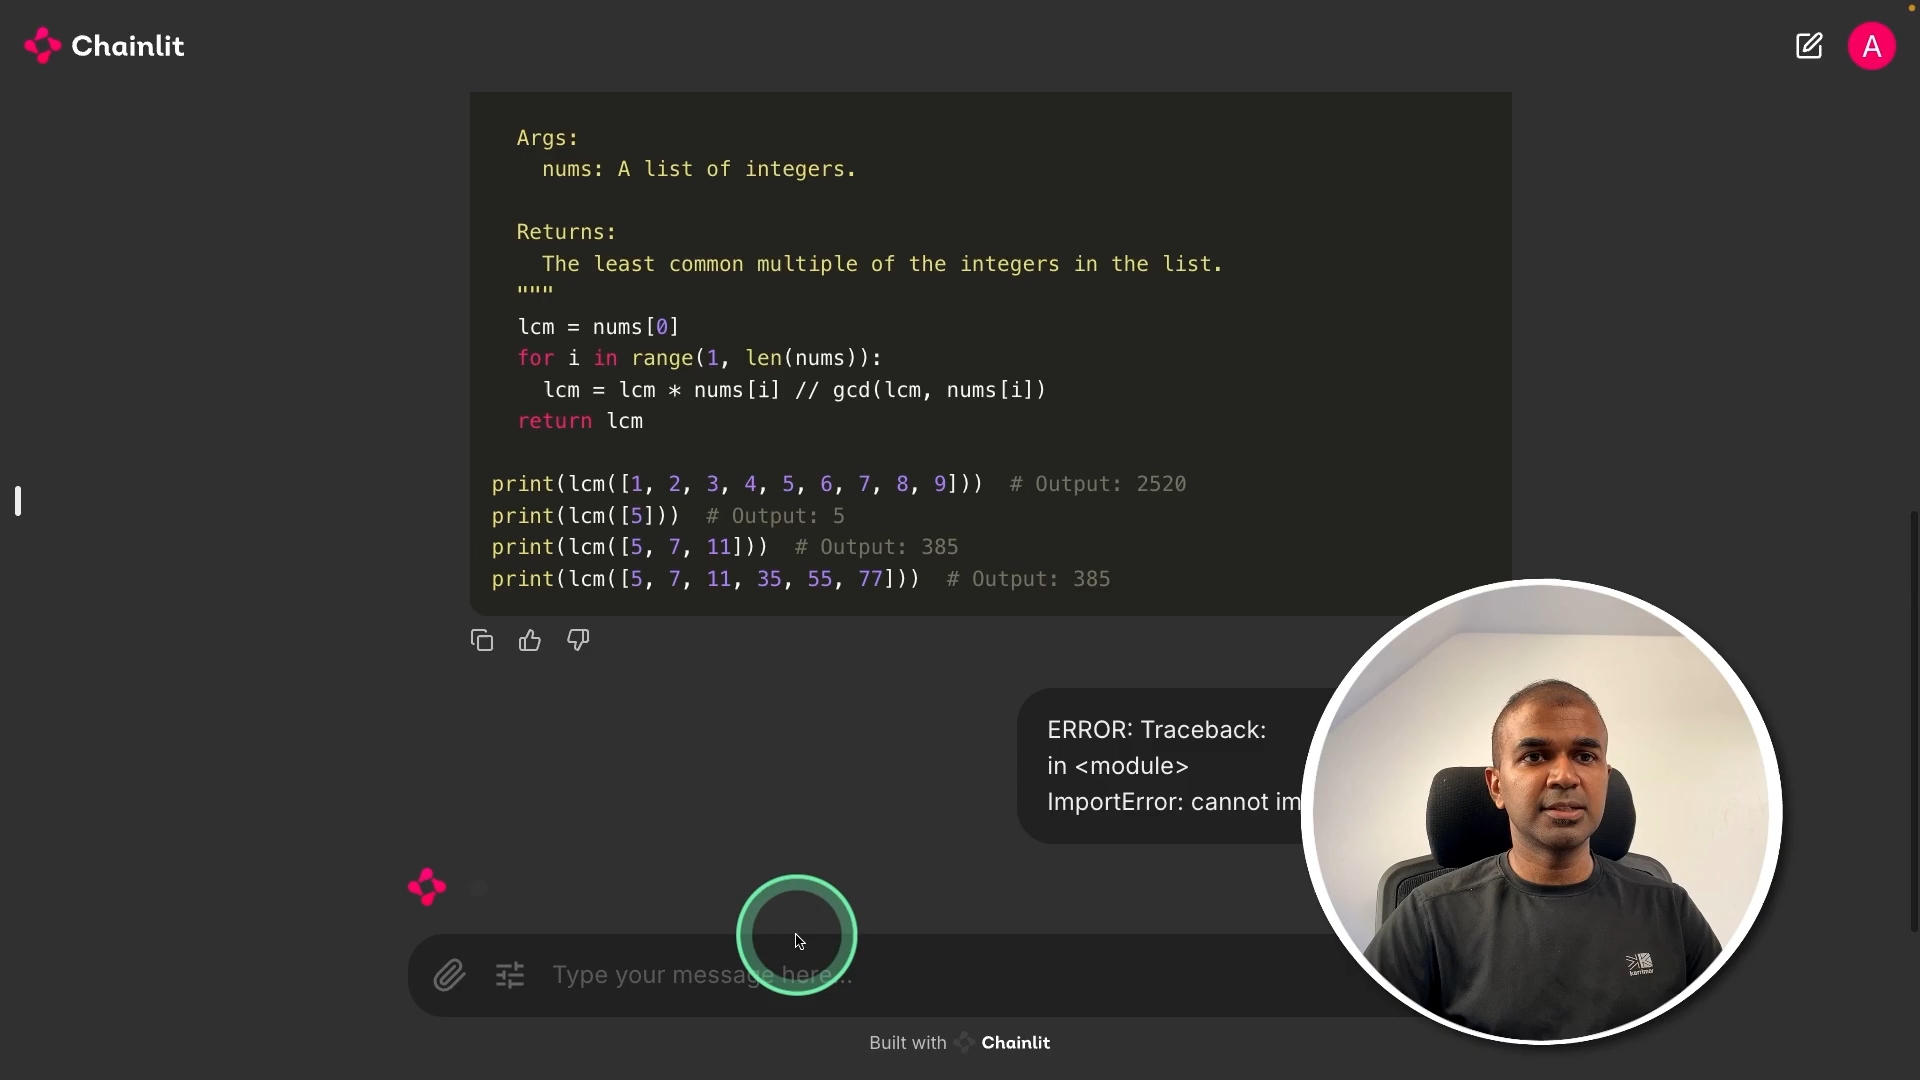 Chainlit
A
Args:
nums: A list of integers.
Returns:
The least common multiple of the integers in the list.
"""
lcm = nums[0]
for i in range(1, len(nums)):
lcm = lcm * nums[i] // gcd(lcm, nums[i])
return lcm
print(lcm([1, 2, 3, 4, 5, 6, 7, 8, 9])) # Output: 2520
print(lcm([5])) # Output: 5
print(lcm([5, 7, 11])) # Output: 385
print(lcm([5, 7, 11, 35, 55, 77])) # Output: 385
ERROR: Traceback:
in <module>
ImportError: cannot im
Type your message here...
karrimor
Built with Chainlit